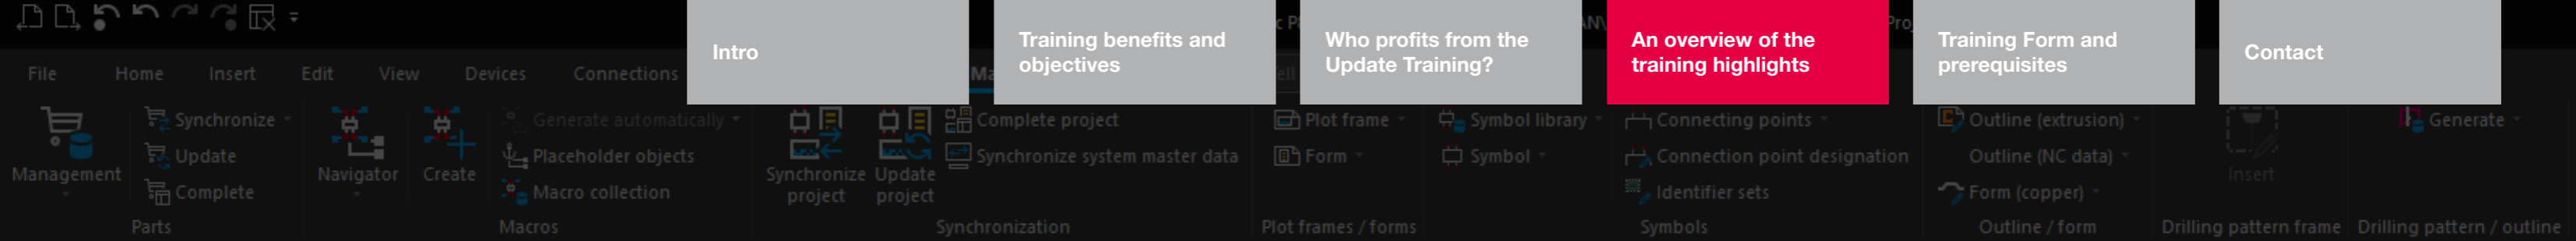 Intro
Training benefits and
objectives
Who profits from the
Update Training?
An overview of the
training highlights
Training Form and
prerequisites
Contact
File Home Insert Edit View Devices Connections
Management
Synchronize
Update
Complete
Parts
Navigator
Create
Generate automatically
Placeholder objects
Macro collection
Macros
Synchronize
project
Update
project
Complete project
Synchronize system master data
Synchronization
Plot frame
Form
Plot frames / forms
Symbol library
Symbol
Connecting points
Connection point designation
Identifier sets
Symbols
Outline (extrusion)
Outline (NC data)
Form (copper)
Outline / form
Insert
Drilling pattern frame
Generate
Drilling pattern / outline